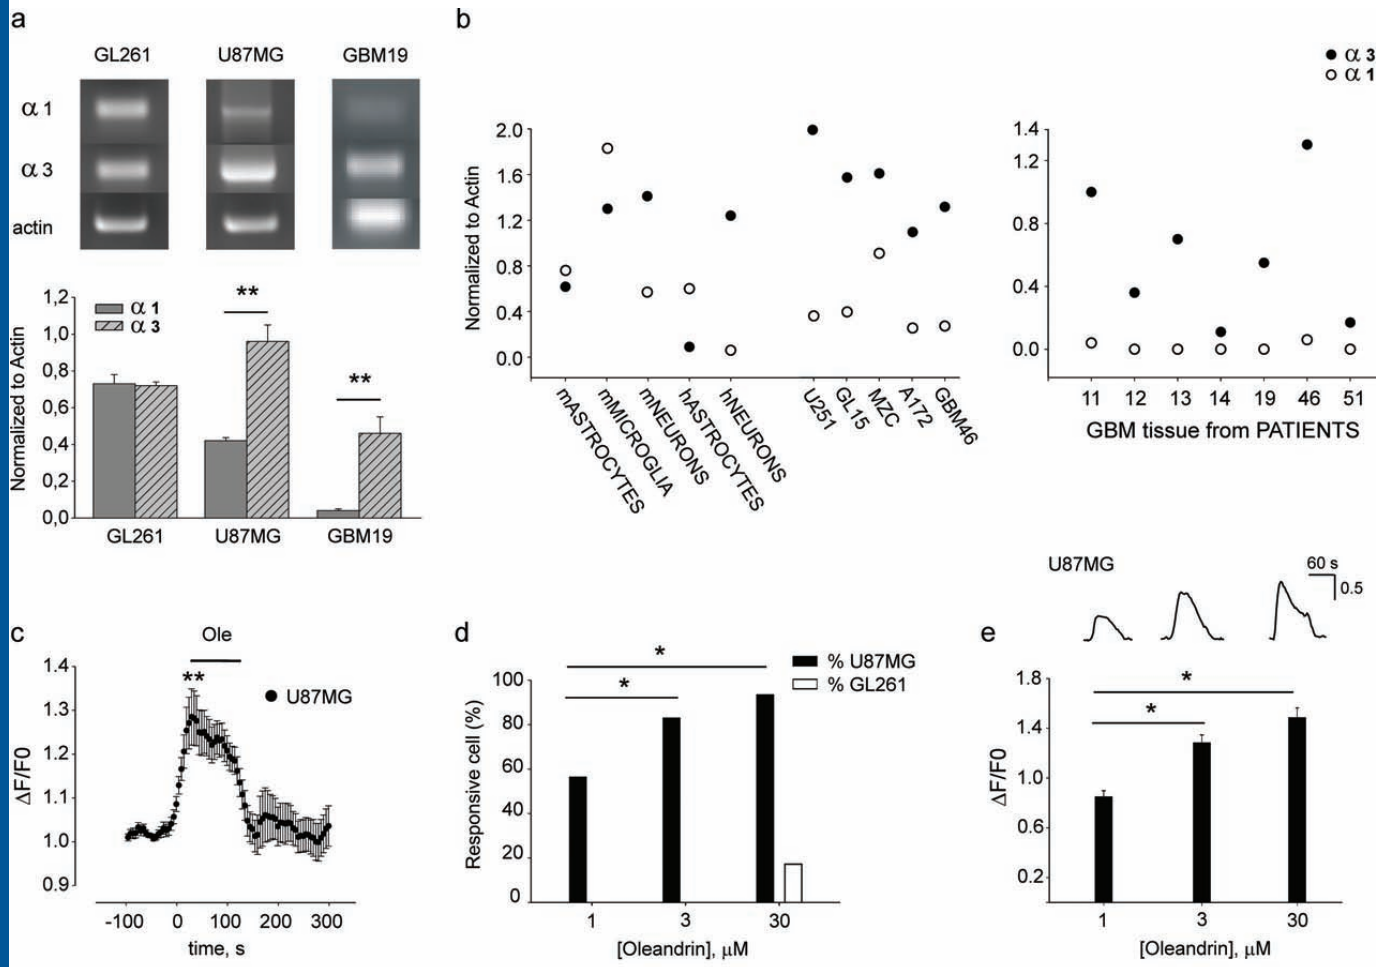 a
GL261 U87MG GBM19
α 1
α 3
actin
Normalized to Actin
1,2
1,0
0,8
0,6
0,4
0,2
0,0
α 1
α 3
**
**
GL261 U87MG GBM19
b
α 3
α 1
Normalized to Actin
2.0
1.6
1.2
0.8
0.4
0.0
mASTROCYTES
mMICROGLIA
mNEURONS
hASTROCYTES
hNEURONS
U251
GL15
MZC
A172
GBM46
1.4
1.2
0.8
0.4
0.0
11 12 13 14 19 46 51
GBM tissue from PATIENTS
c
Ole
**
U87MG
ΔF/F0
1.4
1.3
1.2
1.1
1.0
0.9
-100 0 100 200 300
time, s
d
*
*
% U87MG
% GL261
Responsive cell (%)
100
80
60
40
20
0
1 3 30
[Oleandrin], μM
U87MG
60 s
0.5
e
*
*
ΔF/F0
1.8
1.4
1.0
0.6
0.2
1 3 30
[Oleandrin], μM